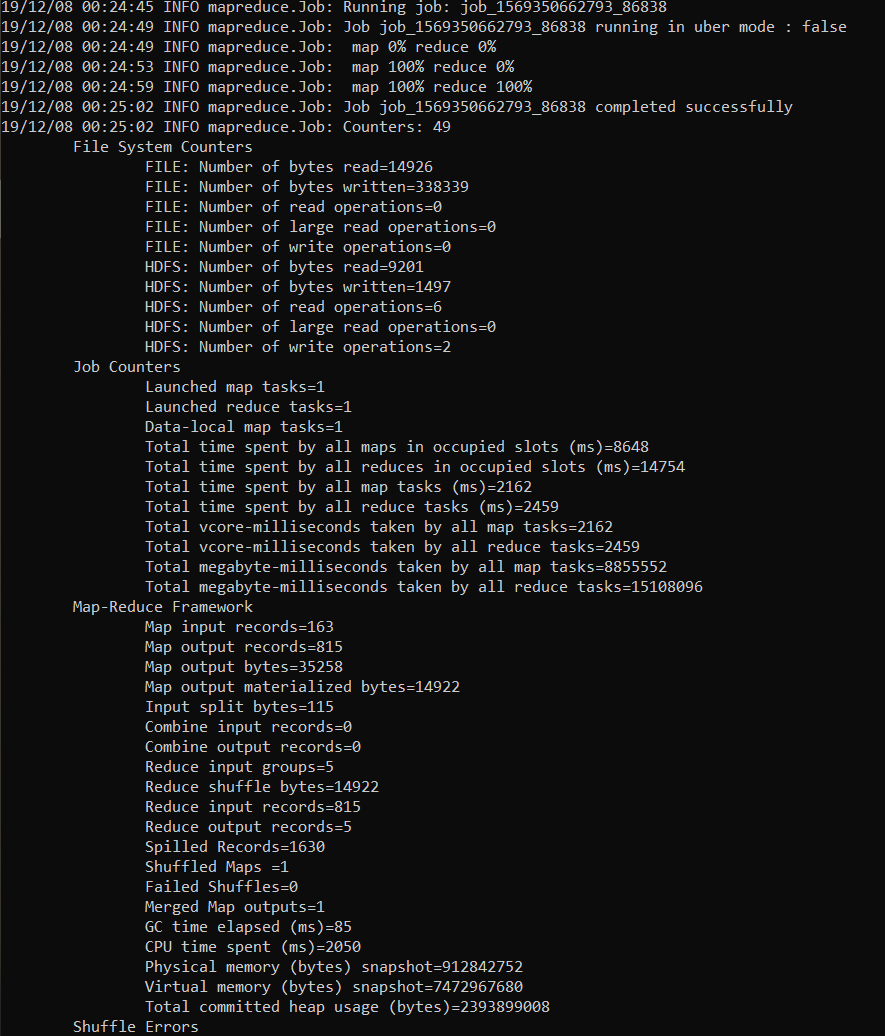 19/12/08 00:24:45 INFO mapreduce.Job: Running job: job_1569350662793_86838
19/12/08 00:24:49 INFO mapreduce.Job: Job job_1569350662793_86838 running in uber mode : false
19/12/08 00:24:49 INFO mapreduce.Job:  map 0% reduce 0%
19/12/08 00:24:53 INFO mapreduce.Job:  map 100% reduce 0%
19/12/08 00:24:59 INFO mapreduce.Job:  map 100% reduce 100%
19/12/08 00:25:02 INFO mapreduce.Job: Job job_1569350662793_86838 completed successfully
19/12/08 00:25:02 INFO mapreduce.Job: Counters: 49
File System Counters
FILE: Number of bytes read=14926
FILE: Number of bytes written=338339
FILE: Number of read operations=0
FILE: Number of large read operations=0
FILE: Number of write operations=0
HDFS: Number of bytes read=9201
HDFS: Number of bytes written=1497
HDFS: Number of read operations=6
HDFS: Number of large read operations=0
HDFS: Number of write operations=2
Job Counters
Launched map tasks=1
Launched reduce tasks=1
Data-local map tasks=1
Total time spent by all maps in occupied slots (ms)=8648
Total time spent by all reduces in occupied slots (ms)=14754
Total time spent by all map tasks (ms)=2162
Total time spent by all reduce tasks (ms)=2459
Total vcore-milliseconds taken by all map tasks=2162
Total vcore-milliseconds taken by all reduce tasks=2459
Total megabyte-milliseconds taken by all map tasks=8855552
Total megabyte-milliseconds taken by all reduce tasks=15108096
Map-Reduce Framework
Map input records=163
Map output records=815
Map output bytes=35258
Map output materialized bytes=14922
Input split bytes=115
Combine input records=0
Combine output records=0
Reduce input groups=5
Reduce shuffle bytes=14922
Reduce input records=815
Reduce output records=5
Spilled Records=1630
Shuffled Maps =1
Failed Shuffles=0
Merged Map outputs=1
GC time elapsed (ms)=85
CPU time spent (ms)=2050
Physical memory (bytes) snapshot=912842752
Virtual memory (bytes) snapshot=7472967680
Total committed heap usage (bytes)=2393899008
Shuffle Errors